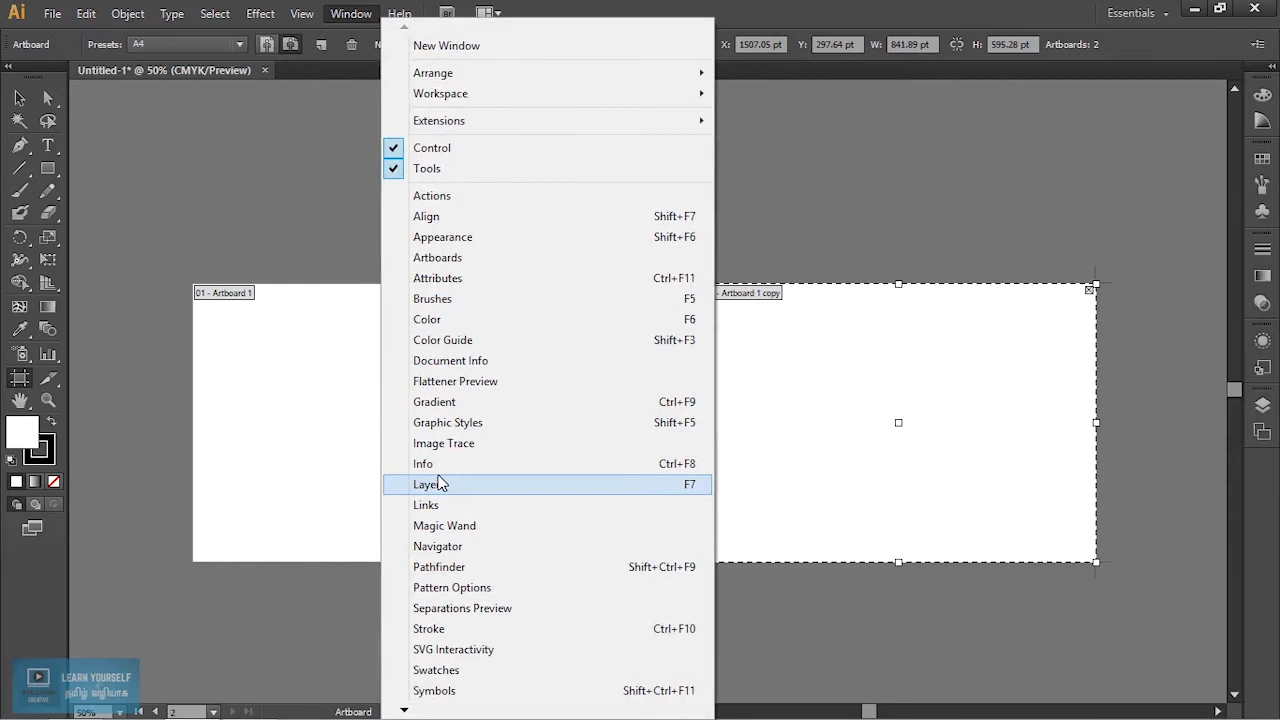 Ai File Edit Object Type Select Effect View Window Help Br Essentials
Artboard Presets: A4 X: 1507.05 pt Y: 297.64 pt W: 841.89 pt H: 595.28 pt Artboards: 2
Untitled-1* @ 50% (CMYK/Preview) ×
New Window
Arrange
Workspace
Extensions
Control
Tools
Actions
Align Shift+F7
Appearance Shift+F6
Artboards
Attributes Ctrl+F11
01 - Artboard 1
- Artboard 1 copy
Brushes F5
Color F6
Color Guide Shift+F3
Document Info
Flattener Preview
Gradient Ctrl+F9
Graphic Styles Shift+F5
Image Trace
Info Ctrl+F8
Laye F7
Links
Magic Wand
Navigator
Pathfinder Shift+Ctrl+F9
Pattern Options
Separations Preview
Stroke Ctrl+F10
SVG Interactivity
Swatches
Symbols Shift+Ctrl+F11
LEARN YOURSELF
தமிழ் வழியாக
CREATIVE
50% 2 Artboard